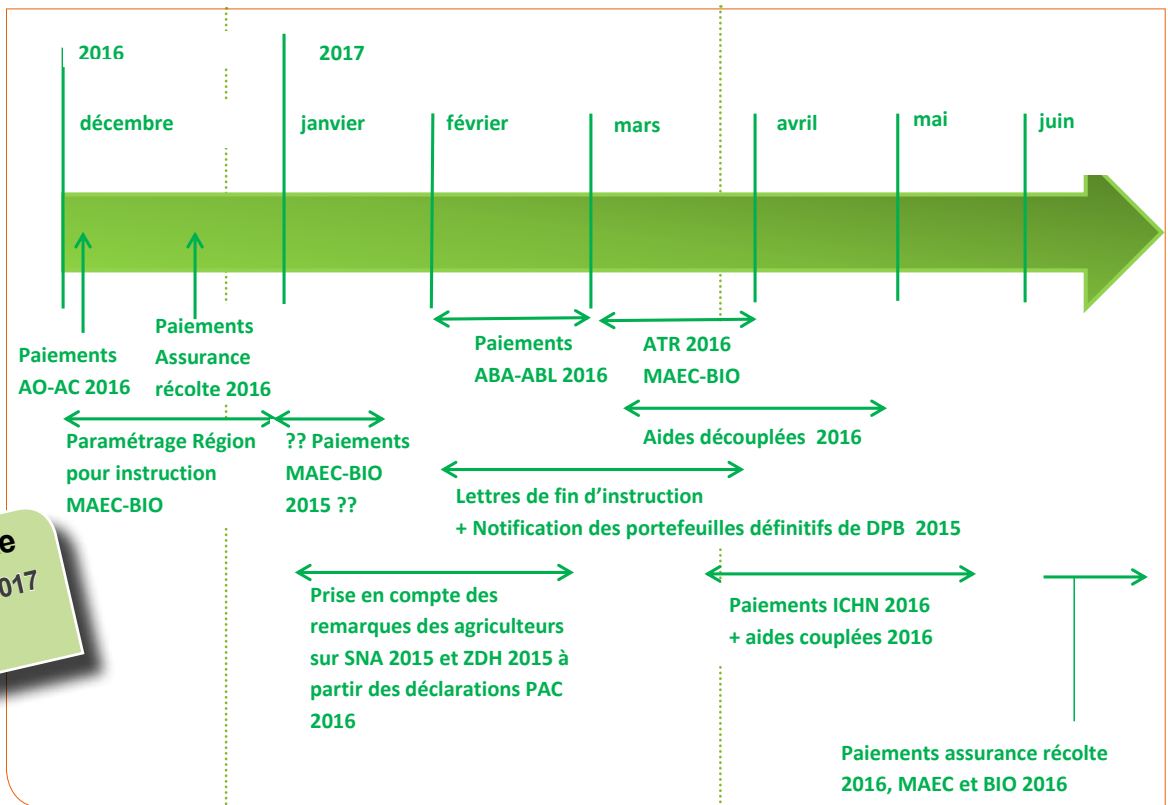 2016
2017
décembre
janvier
février
mars
avril
mai
juin
Paiements
AO-AC 2016
Paiements
Assurance
récolte 2016
Paiements
ABA-ABL 2016
ATR 2016
MAEC-BIO
Paramétrage Région
pour instruction
MAEC-BIO
?? Paiements
MAEC-BIO
2015 ??
Aides découplées 2016
Lettres de fin d’instruction
+ Notification des portefeuilles définitifs de DPB 2015
Prise en compte des
remarques des agriculteurs
sur SNA 2015 et ZDH 2015 à
partir des déclarations PAC
2016
Paiements ICHN 2016
+ aides couplées 2016
Paiements assurance récolte
2016, MAEC et BIO 2016